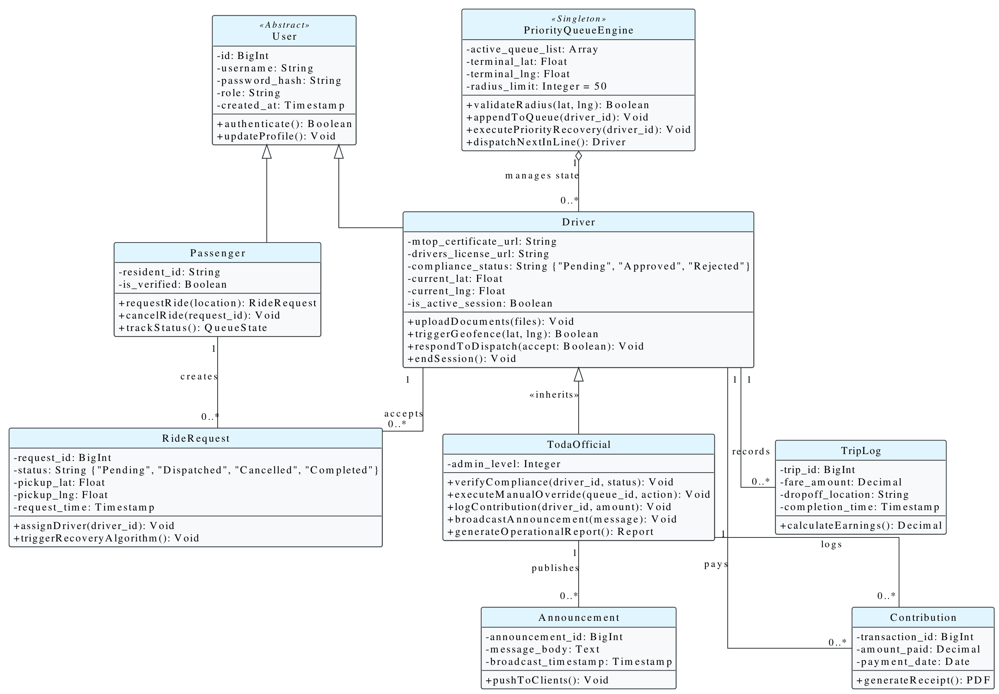 «Abstract»
User
-id: BigInt
-username: String
-password_hash: String
-role: String
-created_at: Timestamp
+authenticate(): Boolean
+updateProfile(): Void
«Singleton»
PriorityQueueEngine
-active_queue_list: Array
-terminal_lat: Float
-terminal_lng: Float
-radius_limit: Integer = 50
+validateRadius(lat, lng): Boolean
+appendToQueue(driver_id): Void
+executePriorityRecovery(driver_id): Void
+dispatchNextInLine(): Driver
1
manages state
0..*
Driver
-mtop_certificate_url: String
-drivers_license_url: String
-compliance_status: String {"Pending", "Approved", "Rejected"}
-current_lat: Float
-current_lng: Float
-is_active_session: Boolean
+uploadDocuments(files): Void
+triggerGeofence(lat, lng): Boolean
+respondToDispatch(accept: Boolean): Void
+endSession(): Void
Passenger
-resident_id: String
-is_verified: Boolean
+requestRide(location): RideRequest
+cancelRide(request_id): Void
+trackStatus(): QueueState
1
creates
0..*
1
accepts
0..*
«inherits»
1
1
records
0..*
RideRequest
-request_id: BigInt
-status: String {"Pending", "Dispatched", "Cancelled", "Completed"}
-pickup_lat: Float
-pickup_lng: Float
-request_time: Timestamp
+assignDriver(driver_id): Void
+triggerRecoveryAlgorithm(): Void
TodaOfficial
-admin_level: Integer
+verifyCompliance(driver_id, status): Void
+executeManualOverride(queue_id, action): Void
+logContribution(driver_id, amount): Void
+broadcastAnnouncement(message): Void
+generateOperationalReport(): Report
TripLog
-trip_id: BigInt
-fare_amount: Decimal
-dropoff_location: String
-completion_time: Timestamp
+calculateEarnings(): Decimal
1
logs
0..*
1
publishes
0..*
pays
0..*
Announcement
-announcement_id: BigInt
-message_body: Text
-broadcast_timestamp: Timestamp
+pushToClients(): Void
Contribution
-transaction_id: BigInt
-amount_paid: Decimal
-payment_date: Date
+generateReceipt(): PDF